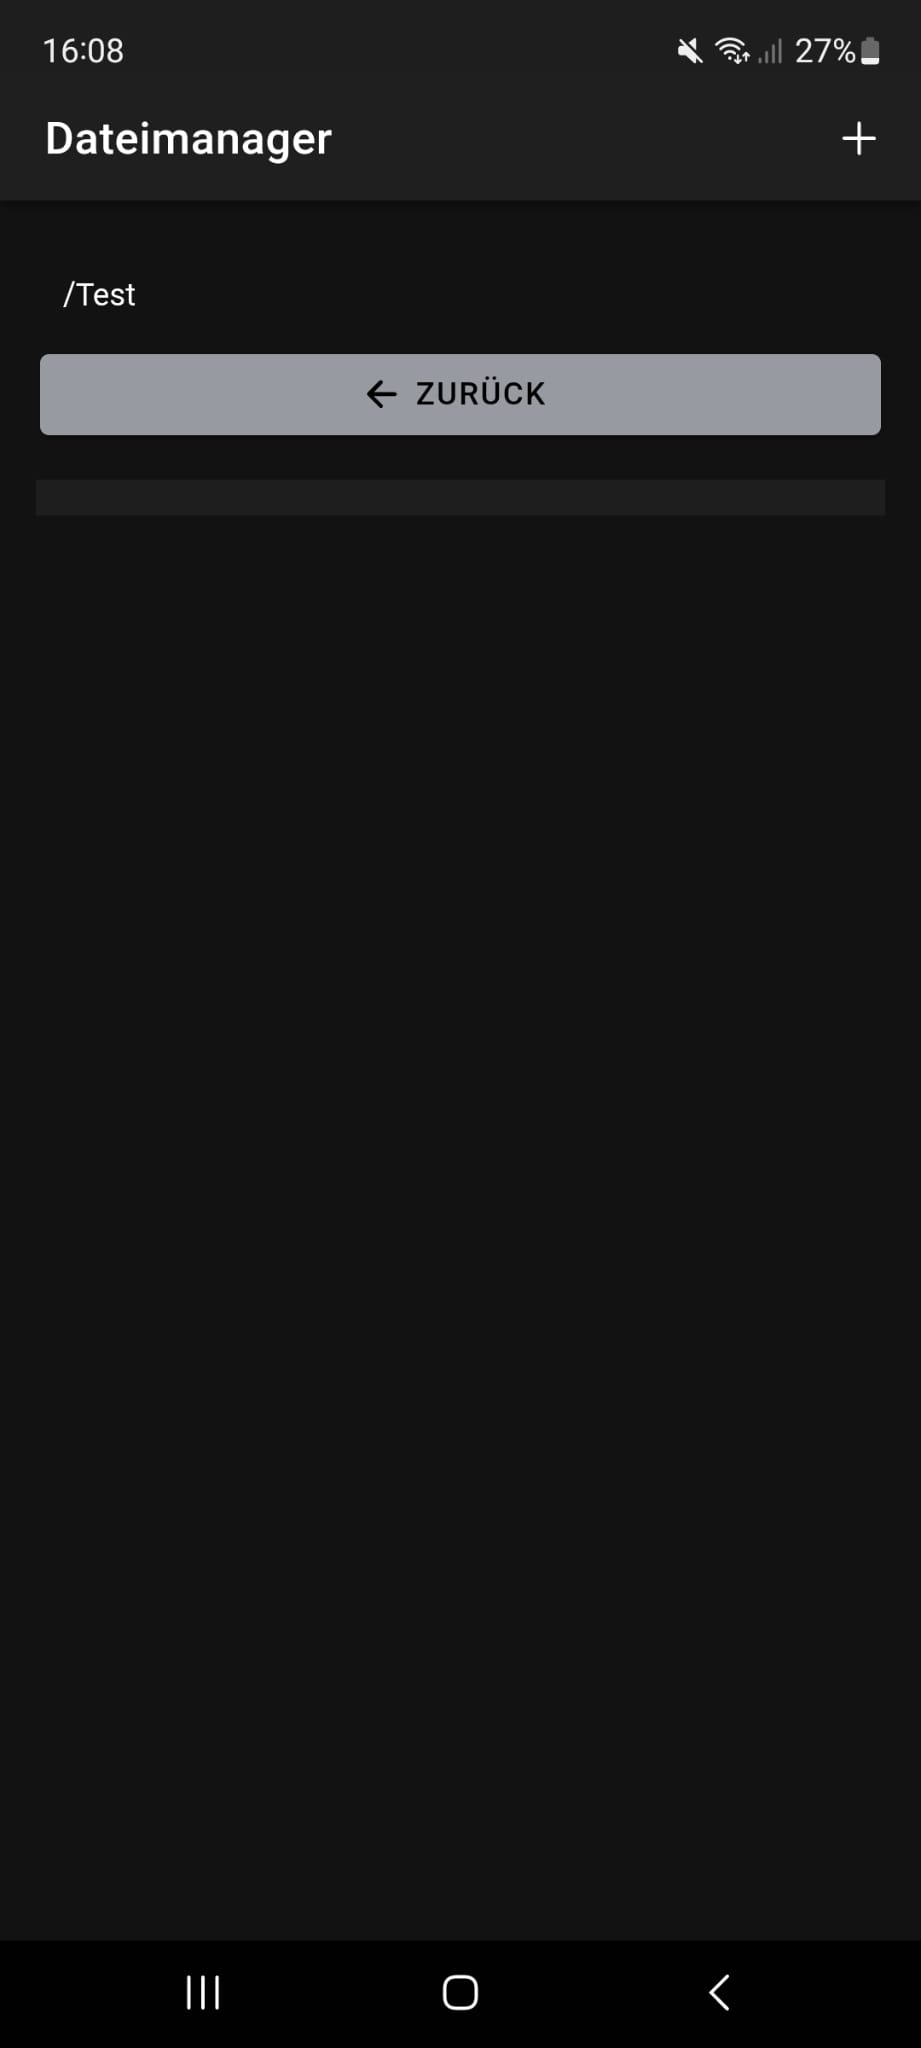 16:08 27%
Dateimanager
/Test
ZURÜCK